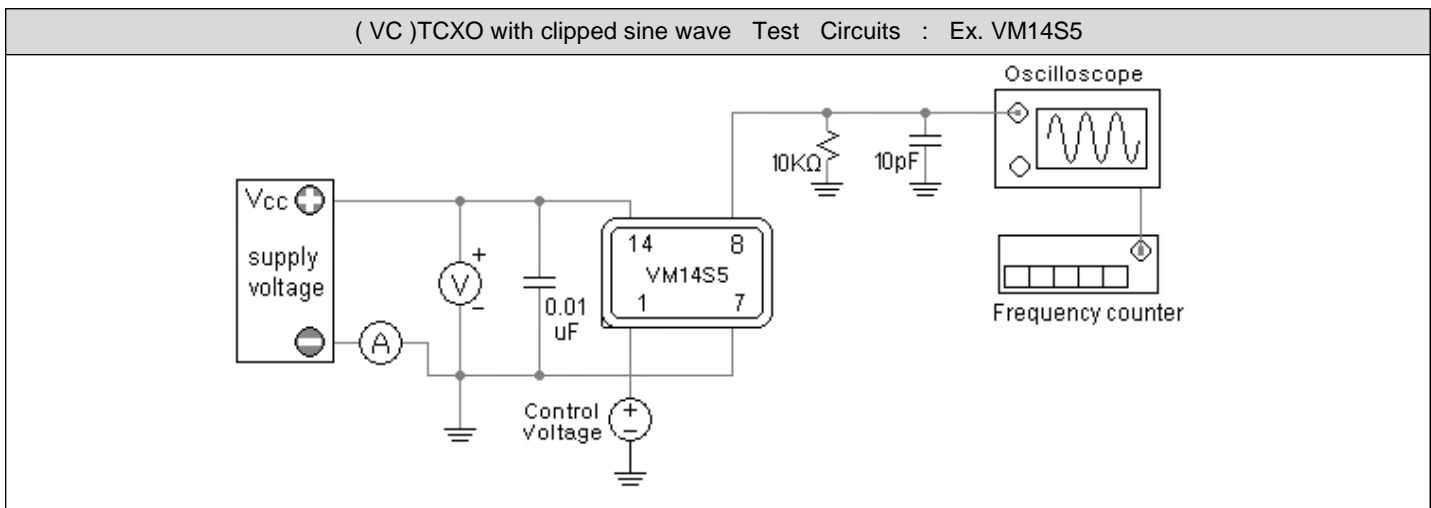 ( VC )TCXO with clipped sine wave Test Circuits : Ex. VM14S5
Oscilloscope
10KΩ
10pF
Vcc
supply
voltage
+
V
-
0.01
uF
A
14
8
VM14S5
1
7
Frequency counter
Control
Voltage
+
-